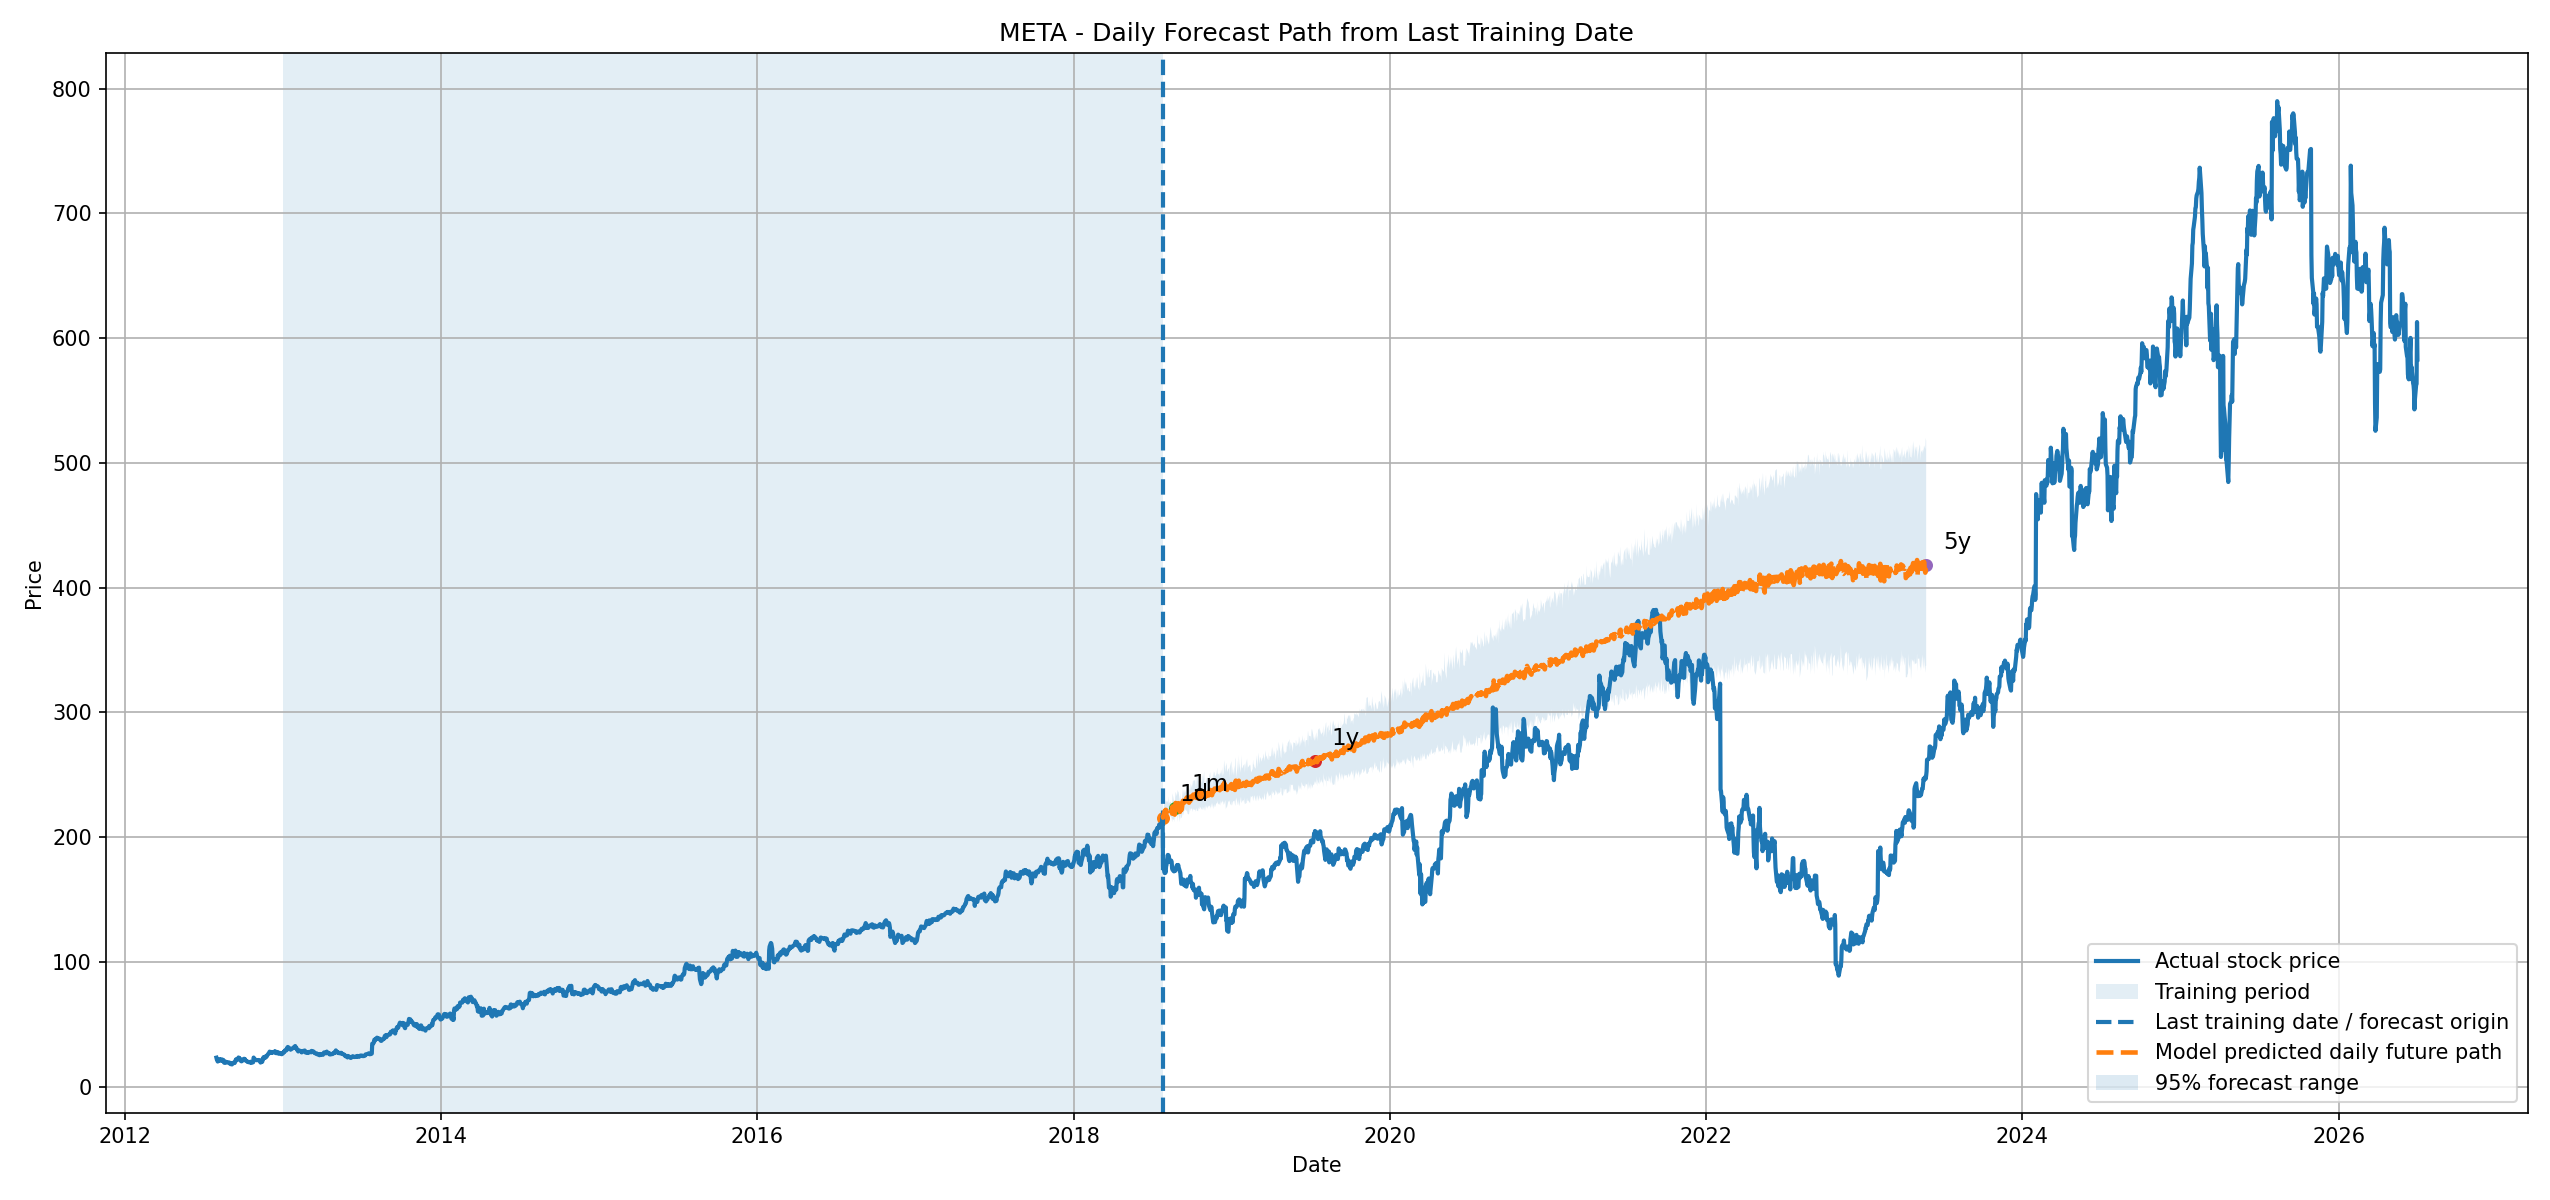 META - Daily Forecast Path from Last Training Date
800
700
600
500
400
300
200
100
0
Price
5y
1y
1m
1d
Actual stock price
Training period
Last training date / forecast origin
Model predicted daily future path
95% forecast range
2012 2014 2016 2018 2020 2022 2024 2026
Date